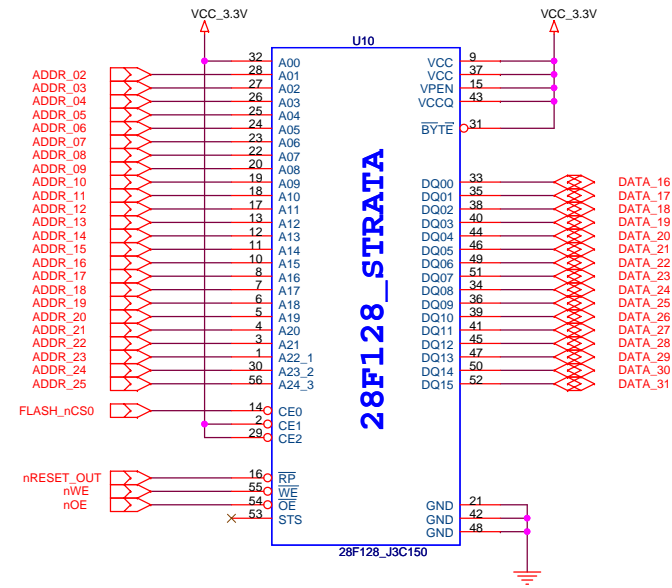 VCC_3.3V VCC_3.3V
U10
32 A00 VCC 9
ADDR_02 28 A01 VCC 37
ADDR_03 27 A02 VPEN 15
ADDR_04 26 A03 VCCQ 43
ADDR_05 25 A04
ADDR_06 24 A05 BYTE 31
ADDR_07 23 A06
ADDR_08 22 A07
ADDR_09 20 A08
ADDR_10 19 A09 DQ00 33 DATA_16
ADDR_11 18 A10 DQ01 35 DATA_17
ADDR_12 17 A11 DQ02 38 DATA_18
ADDR_13 13 A12 DQ03 40 DATA_19
ADDR_14 12 A13 DQ04 44 DATA_20
ADDR_15 11 A14 DQ05 46 DATA_21
ADDR_16 10 A15 DQ06 49 DATA_22
ADDR_17 8 A16 DQ07 51 DATA_23
ADDR_18 7 A17 DQ08 34 DATA_24
ADDR_19 6 A18 DQ09 36 DATA_25
ADDR_20 5 A19 DQ10 39 DATA_26
ADDR_21 4 A20 DQ11 41 DATA_27
ADDR_22 3 A21 DQ12 45 DATA_28
ADDR_23 1 A22_1 DQ13 47 DATA_29
ADDR_24 30 A23_2 DQ14 50 DATA_30
ADDR_25 56 A24_3 DQ15 52 DATA_31
28F128_STRATA
FLASH_nCS0 14 CE0
2 CE1
29 CE2
nRESET_OUT 16 RP
nWE 55 WE
nOE 54 OE GND 21
53 STS GND 42
GND 48
28F128_J3C150